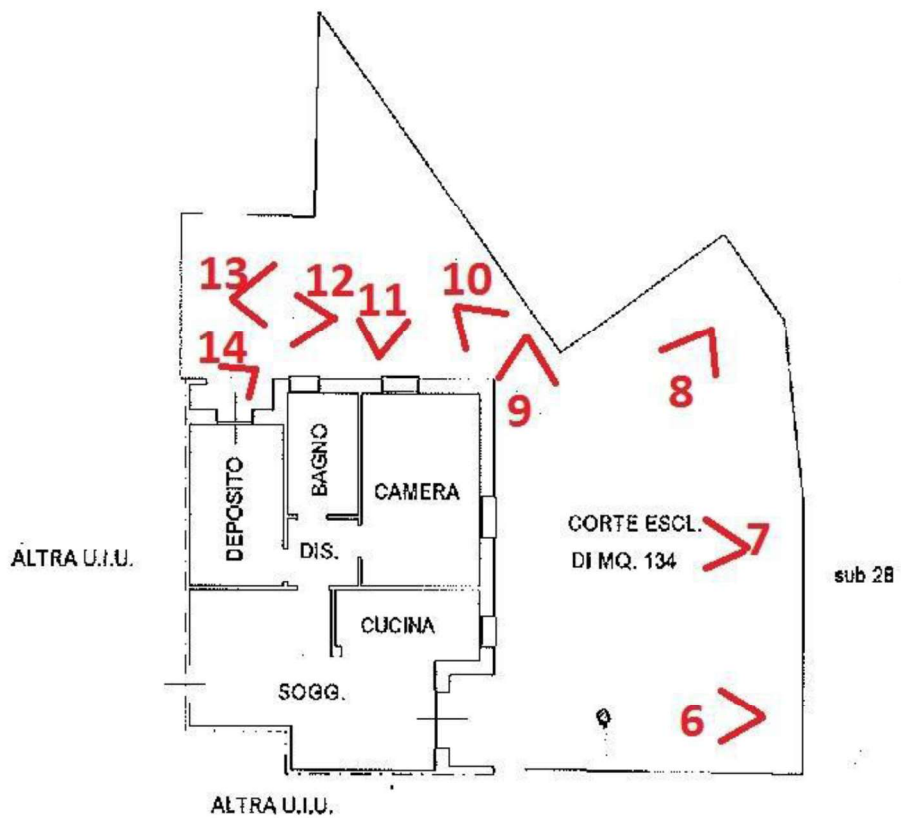 13
12
11
10
14
9
8
DEPOSITO
BAGNO
CAMERA
CORTE ESCL.
DI MQ. 134
7
ALTRA U.I.U.
DIS.
sub 28
CUCINA
SOGG.
6
ALTRA U.I.U.